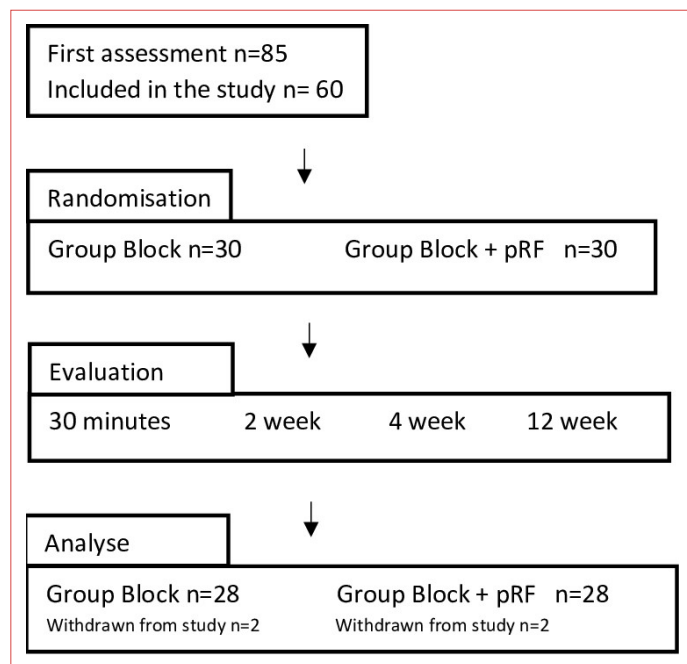 First assessment n=85
Included in the study n= 60
Randomisation
Group Block n=30 Group Block + pRF n=30
Evaluation
30 minutes 2 week 4 week 12 week
Analyse
Group Block n=28 Group Block + pRF n=28
Withdrawn from study n=2 Withdrawn from study n=2